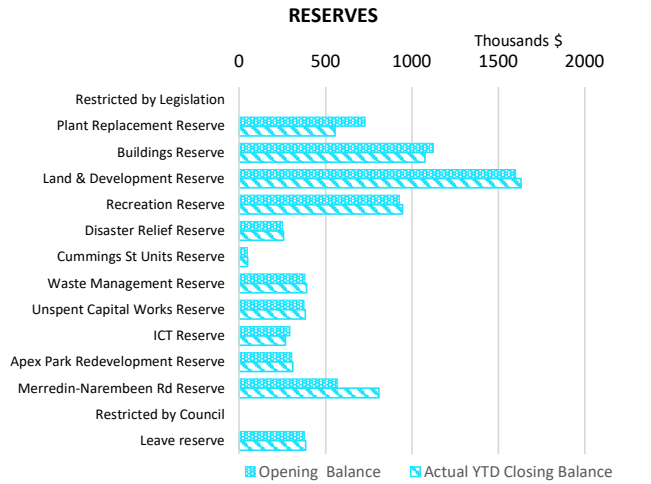 RESERVES
Thousands $
0 500 1000 1500 2000
Restricted by Legislation
Plant Replacement Reserve
Buildings Reserve
Land & Development Reserve
Recreation Reserve
Disaster Relief Reserve
Cummings St Units Reserve
Waste Management Reserve
Unspent Capital Works Reserve
ICT Reserve
Apex Park Redevelopment Reserve
Merredin-Narembeen Rd Reserve
Restricted by Council
Leave reserve
Opening Balance Actual YTD Closing Balance